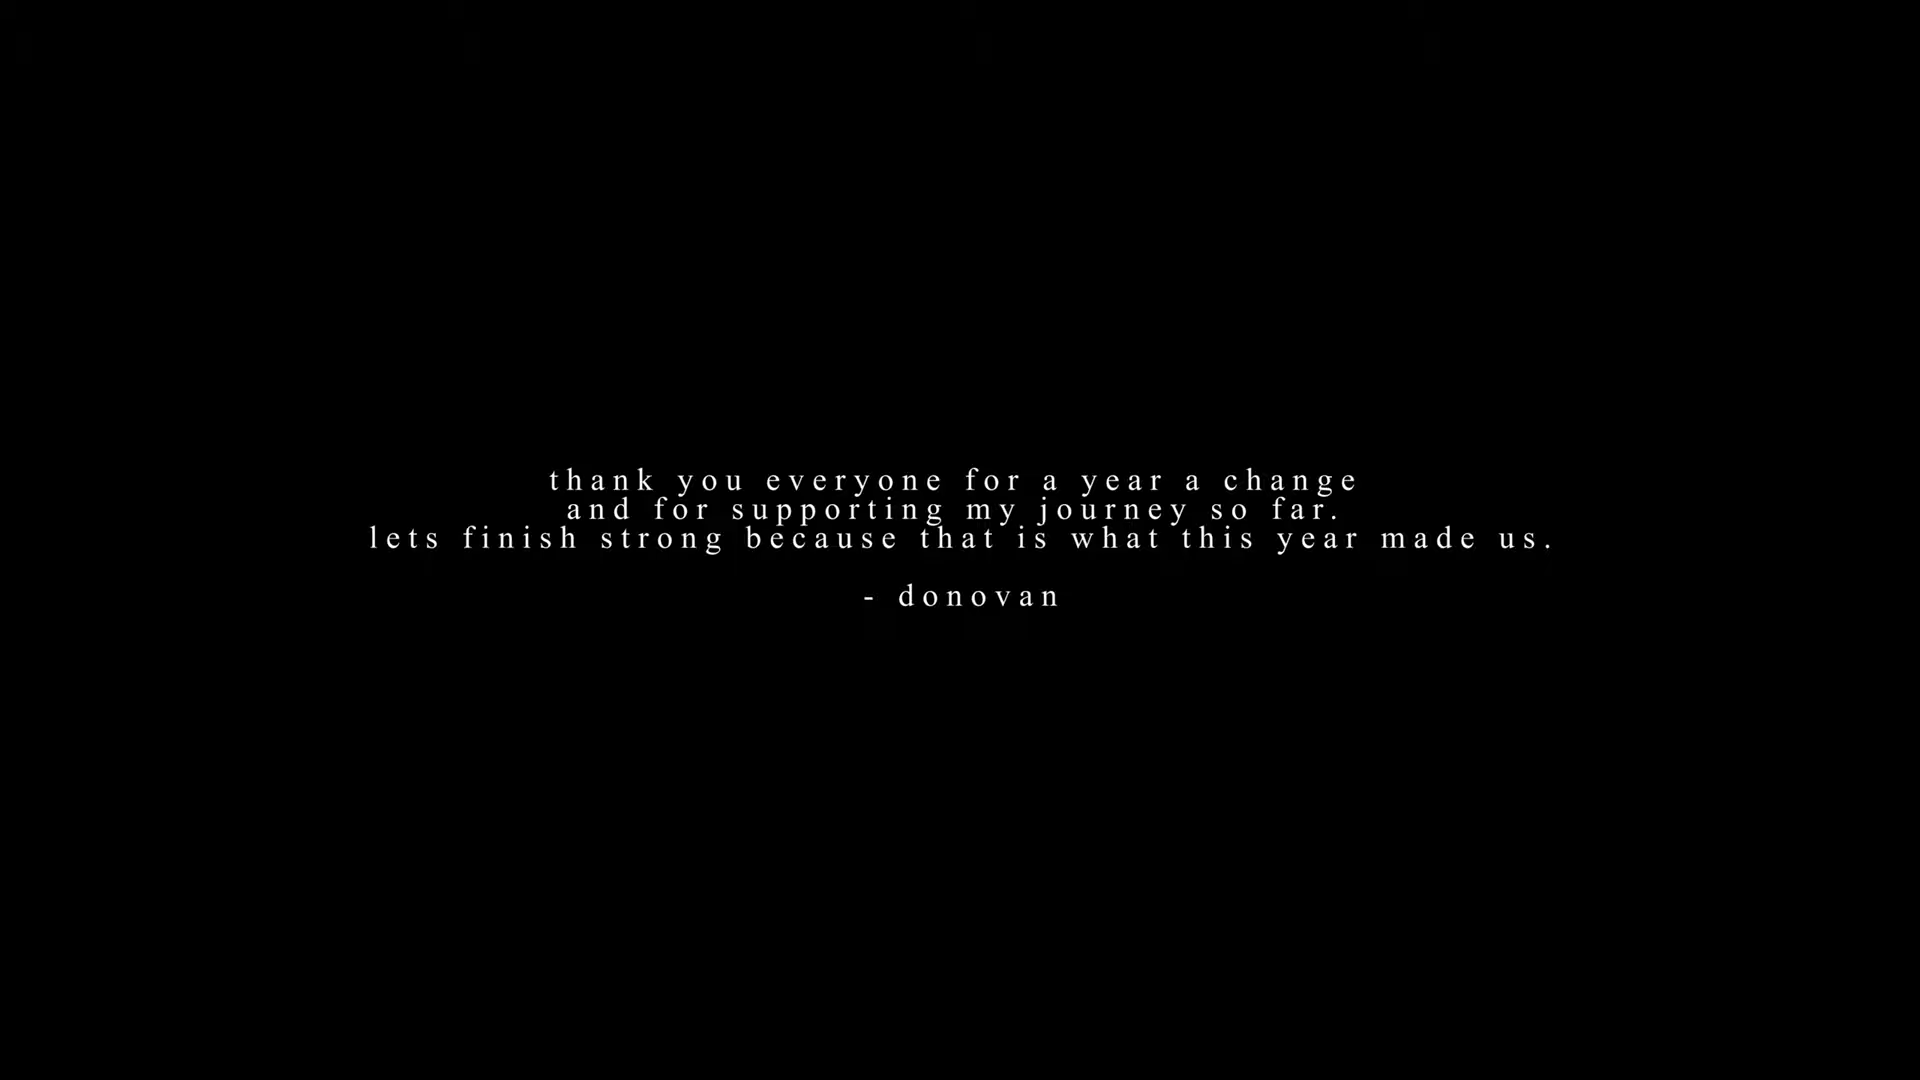 thank you everyone for a year a change
and for supporting my journey so far.
lets finish strong because that is what this year made us.
- donovan